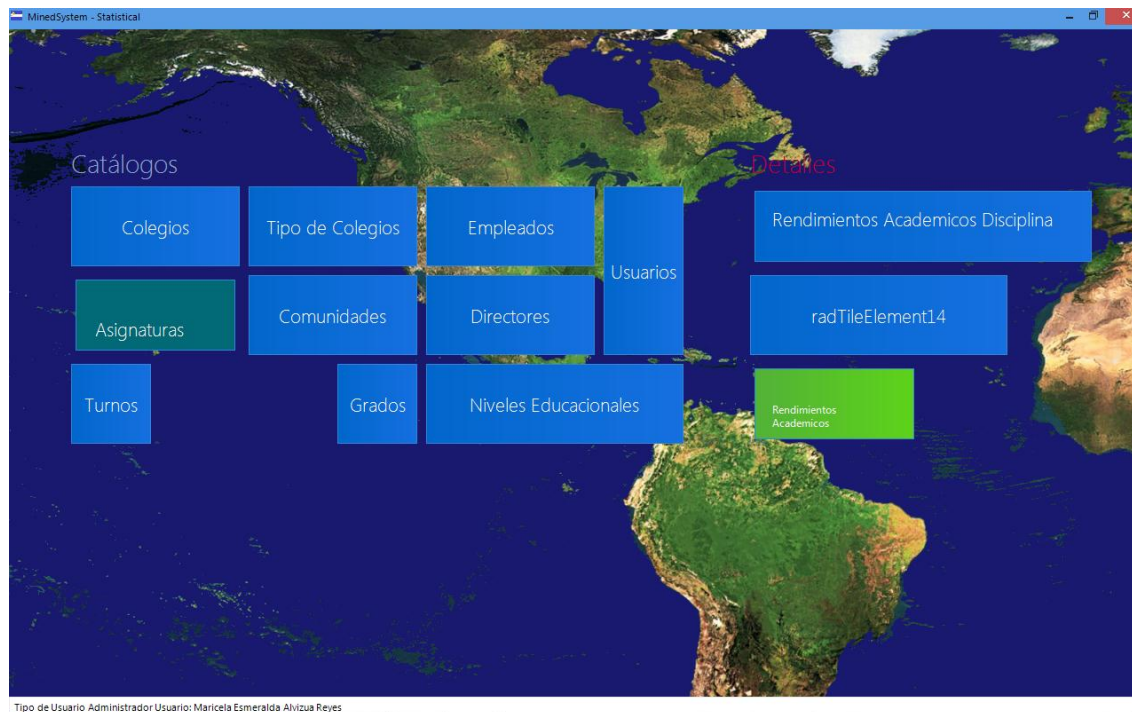 MinedSystem - Statistical
Catálogos
Detalles
Colegios
Tipo de Colegios
Empleados
Usuarios
Rendimientos Academicos Disciplina
Asignaturas
Comunidades
Directores
radTileElement14
Turnos
Grados
Niveles Educacionales
Rendimientos
Academicos
Tipo de Usuario Administrador Usuario: Maricela Esmeralda Alvizua Reyes